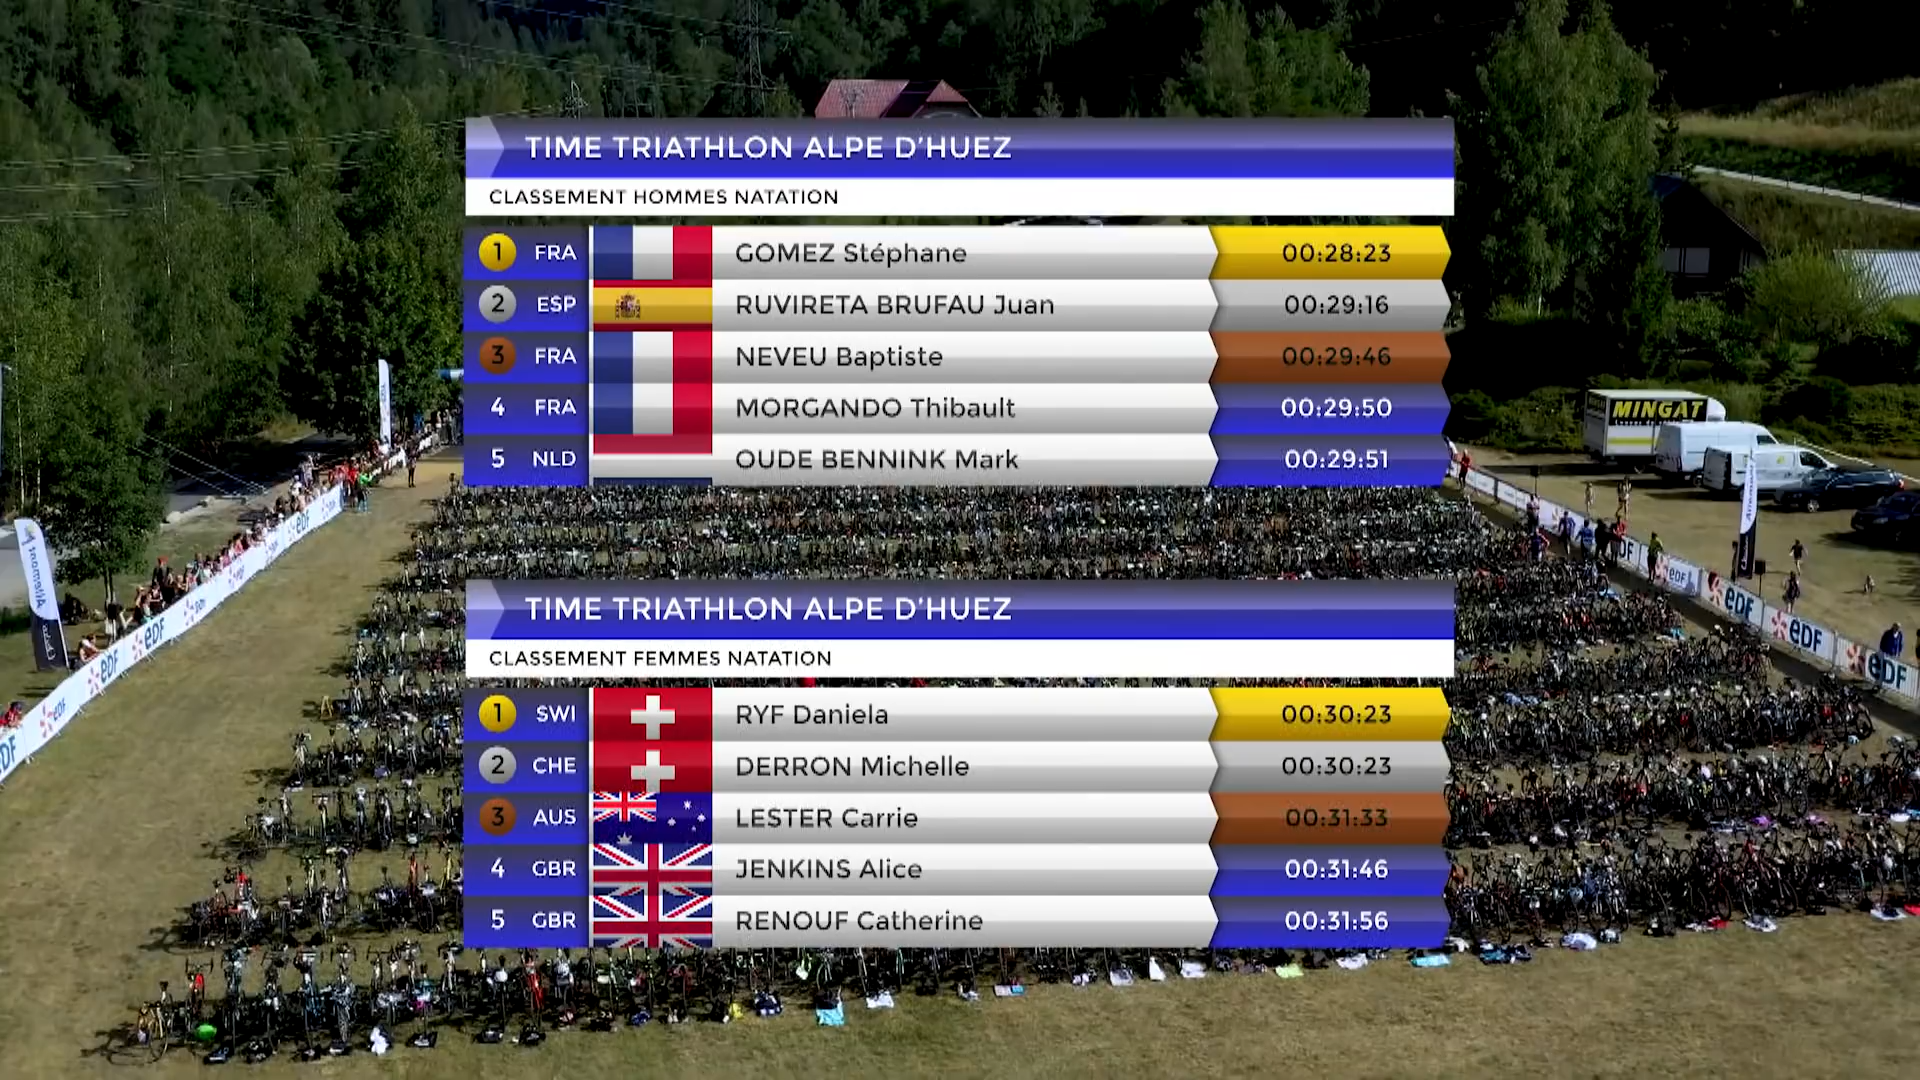 TIME TRIATHLON ALPE D'HUEZ
CLASSEMENT HOMMES NATATION
1 FRA GOMEZ Stéphane 00:28:23
2 ESP RUVIRETA BRUFAU Juan 00:29:16
3 FRA NEVEU Baptiste 00:29:46
4 FRA MORGANDO Thibault 00:29:50
5 NLD OUDE BENNINK Mark 00:29:51
MINGAT
TIME TRIATHLON ALPE D'HUEZ
CLASSEMENT FEMMES NATATION
1 SWI RYF Daniela 00:30:23
2 CHE DERRON Michelle 00:30:23
3 AUS LESTER Carrie 00:31:33
4 GBR JENKINS Alice 00:31:46
5 GBR RENOUF Catherine 00:31:56
eDF
eDF
eDF
eDF
eDF
eDF
eDF
eDF